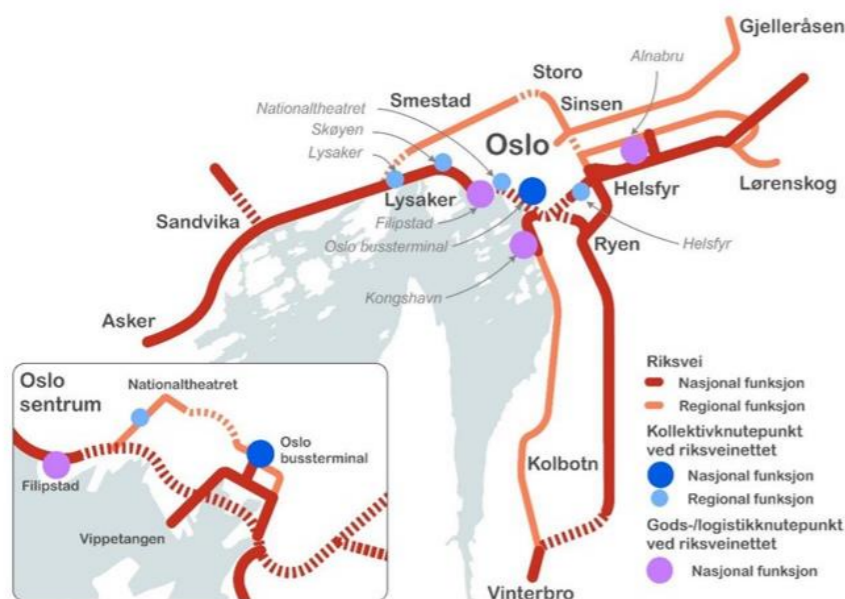 Gjelleråsen
Alnabru
Storo
Nationaltheatret
Smestad
Sinsen
Skøyen
Oslo
Lysaker
Helsfyr
Lørenskog
Lysaker
Sandvika
Filipstad
Ryen
Oslo bussterminal
Helsfyr
Kongshavn
Asker
Kolbotn
Vinterbro
Oslo
sentrum
Nationaltheatret
Oslo
bussterminal
Filipstad
Vippetangen
Riksvei
Nasjonal funksjon
Regional funksjon
Kollektivknutepunkt
ved riksveinettet
Nasjonal funksjon
Regional funksjon
Gods-/logistikknutepunkt
ved riksveinettet
Nasjonal funksjon